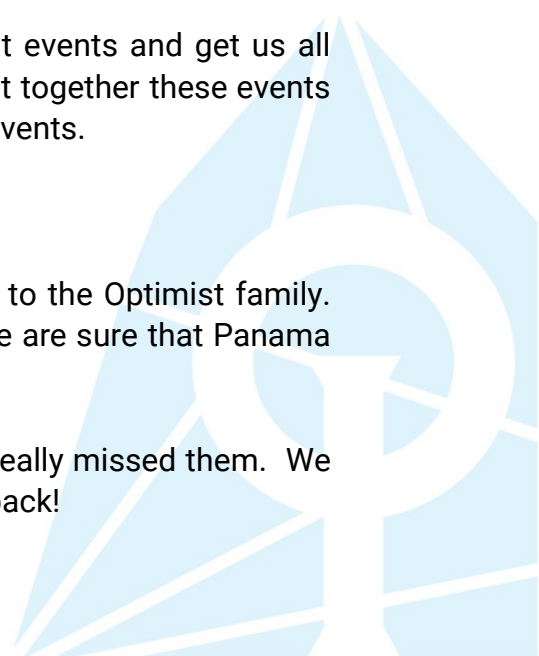 t events and get us all
t together these events
vents.
to the Optimist family.
e are sure that Panama
eally missed them. We
back!